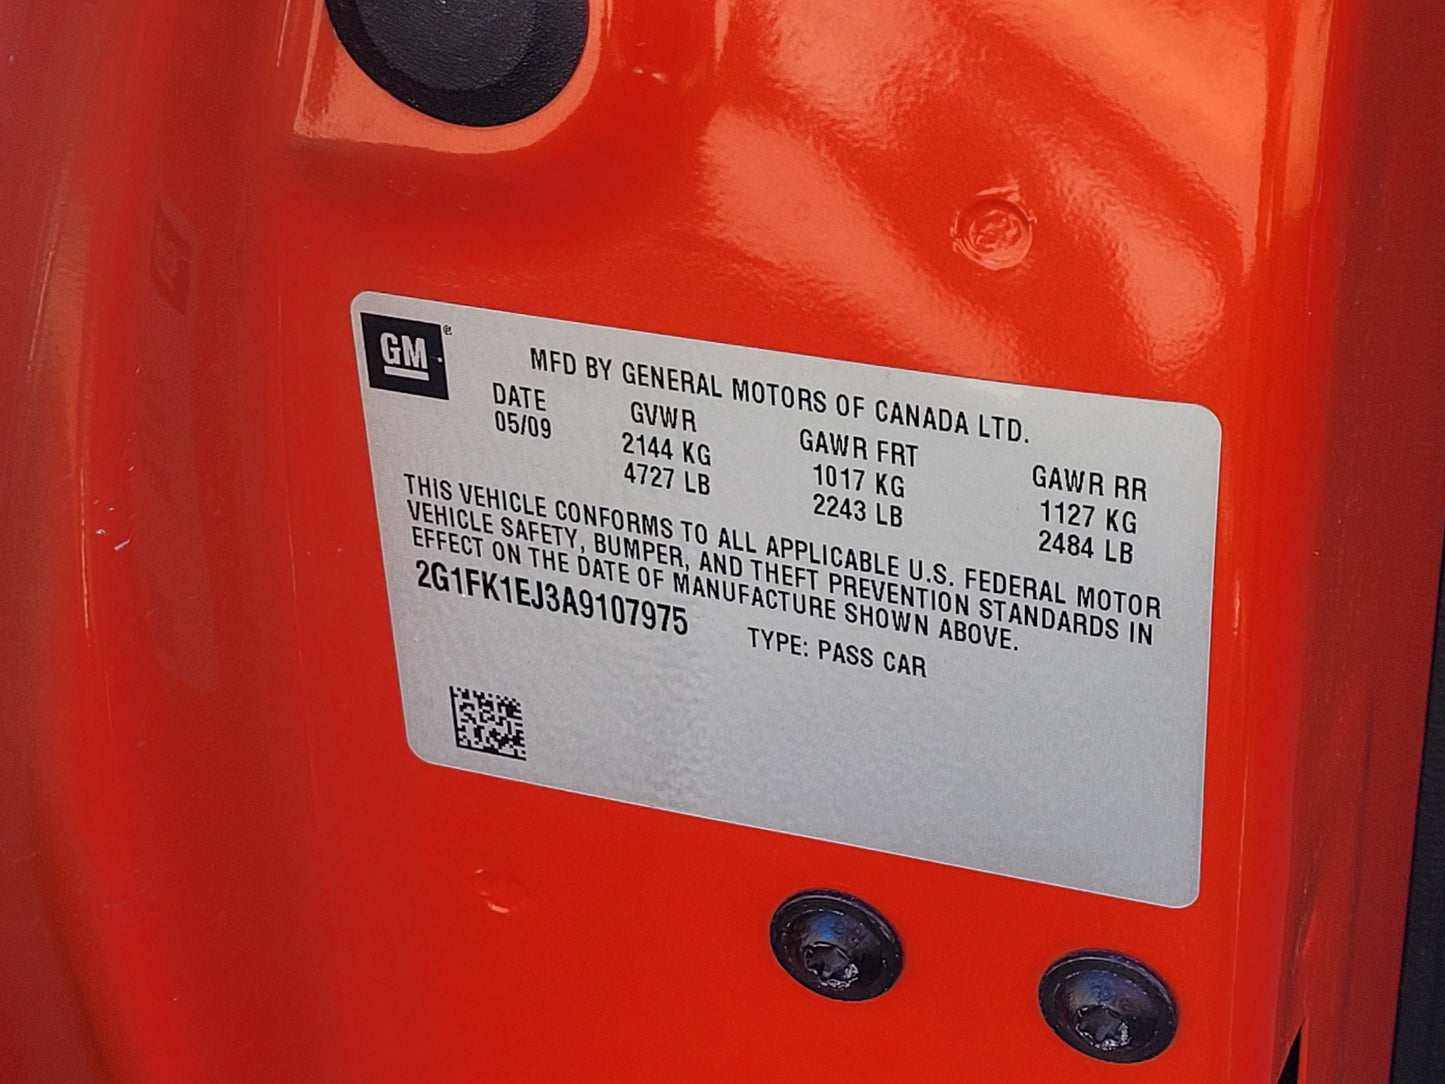 GM
MFD BY GENERAL MOTORS OF CANADA LTD.
DATE GVWR GAWR FRT GAWR RR
05/09 2144 KG 1017 KG 1127 KG
4727 LB 2243 LB 2484 LB
THIS VEHICLE CONFORMS TO ALL APPLICABLE U.S. FEDERAL MOTOR
VEHICLE SAFETY, BUMPER, AND THEFT PREVENTION STANDARDS IN
EFFECT ON THE DATE OF MANUFACTURE SHOWN ABOVE.
2G1FK1EJ3A9107975 TYPE: PASS CAR